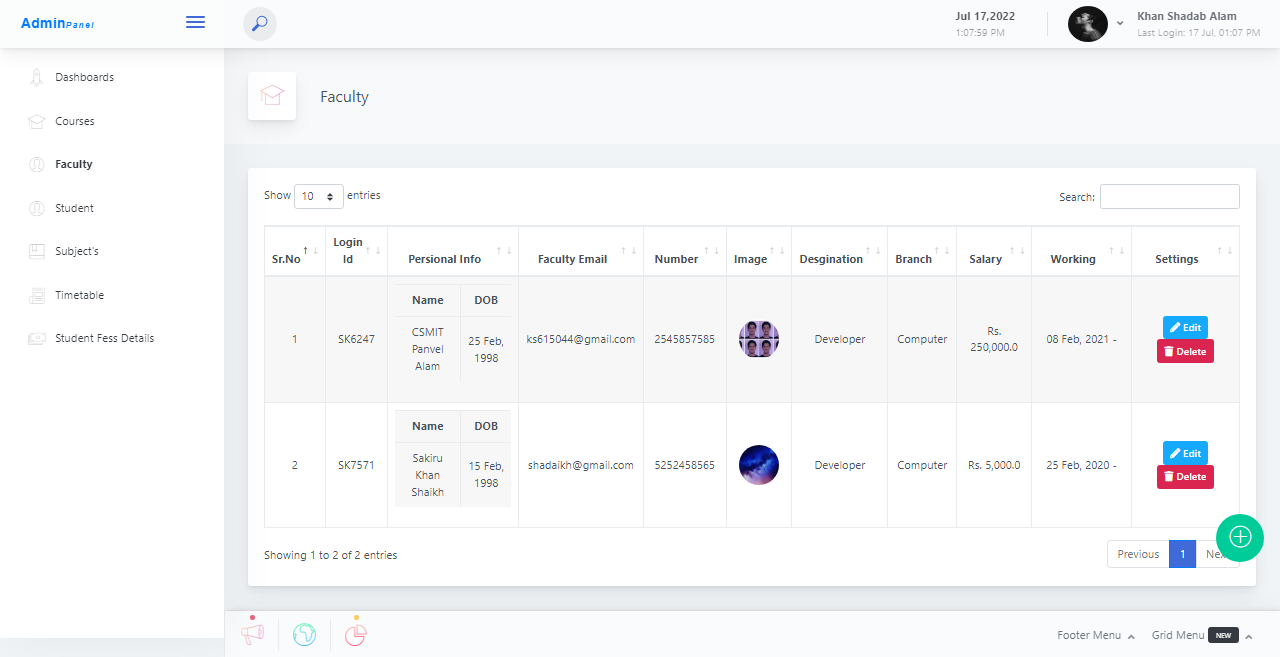 AdminPanel
Jul 17,2022
1:07:59 PM
Khan Shadab Alam
Last Login: 17 Jul, 01:07 PM
Dashboards
Courses
Faculty
Student
Subject's
Timetable
Student Fess Details
Faculty
Show 10 entries
Search:
Sr.No Login Id Persional Info Faculty Email Number Image Desgination Branch Salary Working Settings
Name DOB
1 SK6247 CSMIT Panvel Alam 25 Feb, 1998 ks615044@gmail.com 2545857585 Developer Computer Rs. 250,000.0 08 Feb, 2021 - Edit
Delete
Name DOB
2 SK7571 Sakiru Khan Shaikh 15 Feb, 1998 shadaikh@gmail.com 5252458565 Developer Computer Rs. 5,000.0 25 Feb, 2020 - Edit
Delete
Showing 1 to 2 of 2 entries
Previous 1
Footer Menu
Grid Menu NEW